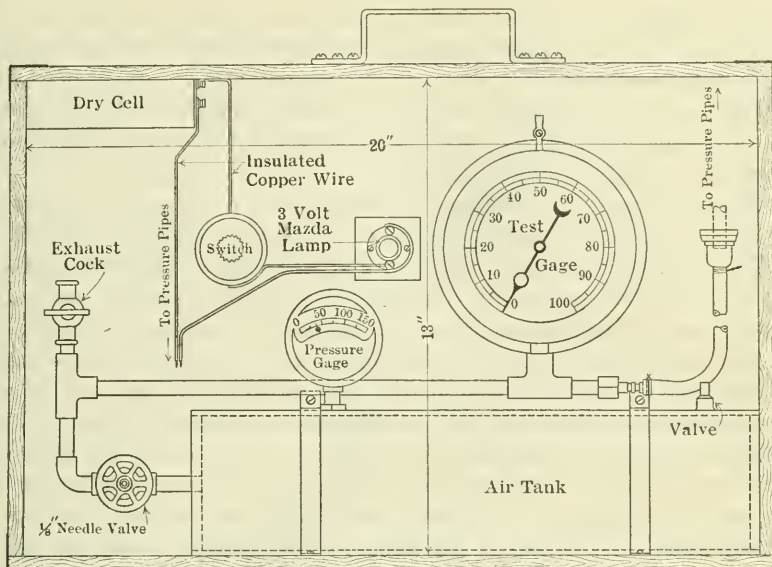 Dry Cell
20"
Insulated
Copper Wire
3 Volt
Mazda
Lamp
Switch
Exhaust
Cock
To Pressure Pipes
To Pressure Pipes
0 50 100 150
Pressure
Gage
13"
0 10 20 30 40 50 60 70 80 90 100
Test
Gage
Valve
Air Tank
1/8" Needle Valve